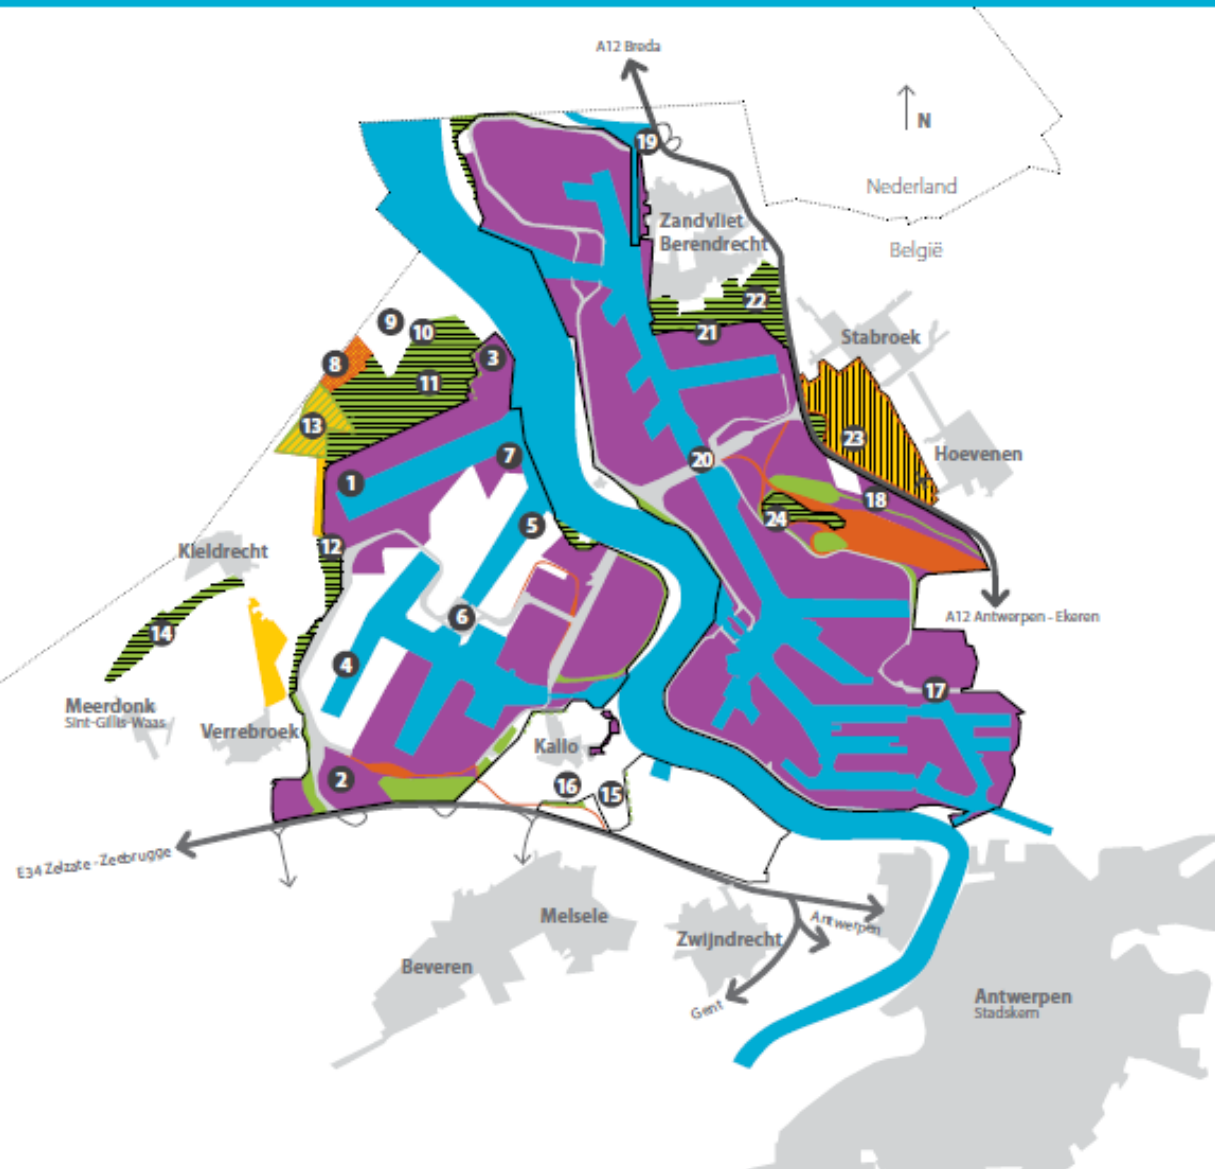 A12 Breda
N
19
Nederland
Zandvliet
Berendrecht
België
22
9
10
21
Stabroek
3
8
11
13
23
Hoevenen
7
20
1
18
5
24
12
Kieldrecht
6
A12 Antwerpen - Ekeren
14
4
17
Meerdonk
Sint-Gillis-Waas
Verrebroek
Kallo
2
16
15
E34 Zelzate - Zeebrugge
Melsele
Antwerpen
Zwijndrecht
Beveren
Gent
Antwerpen
Stadskern